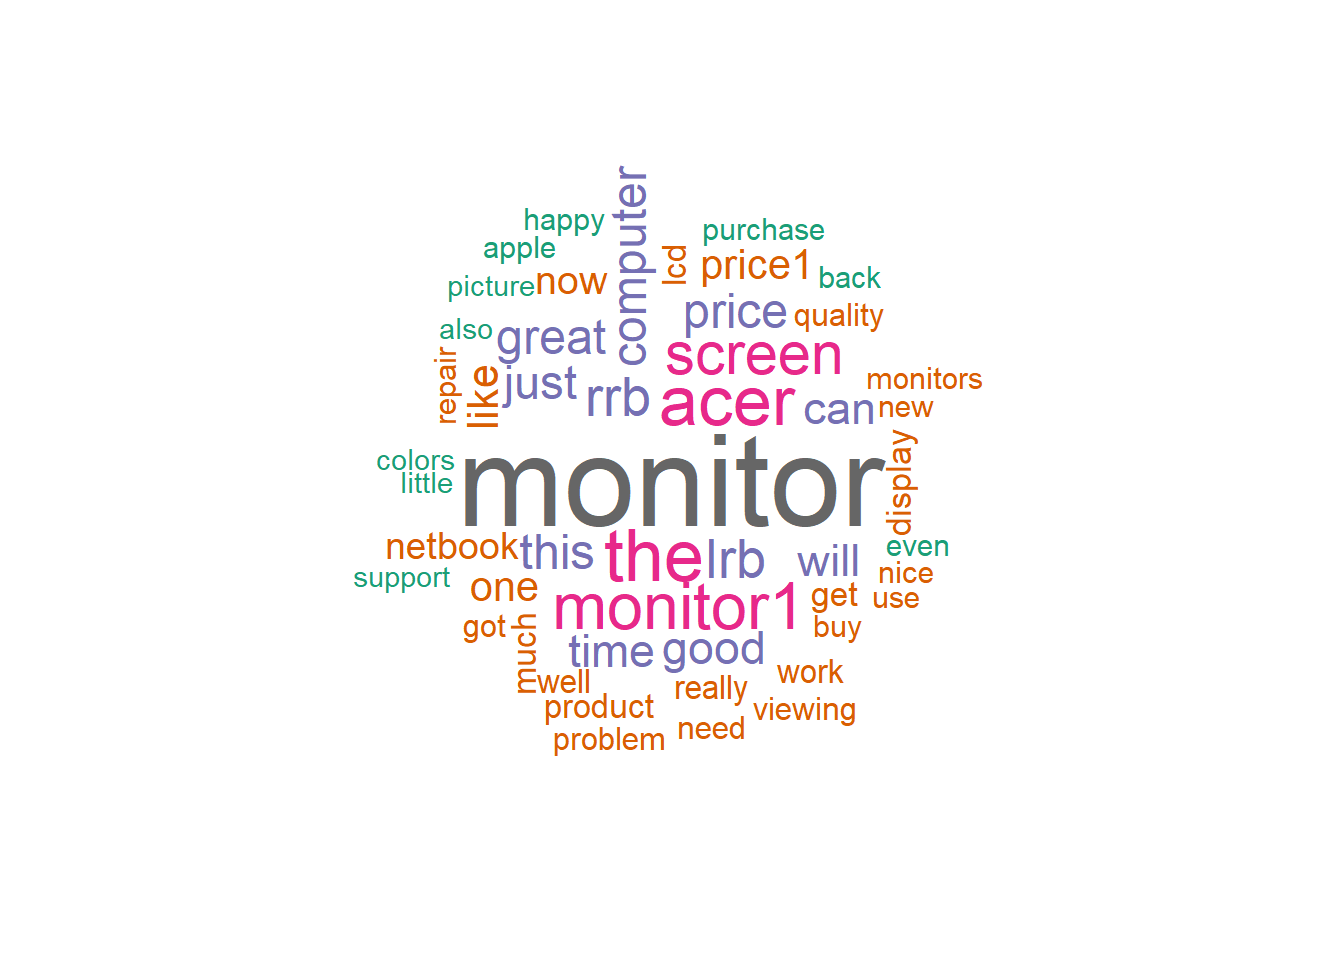 computer
happy
purchase
apple
lcd
price1
back
picture
now
price
quality
also
great
screen
repair
like
just
rrb
acer
can
monitors
new
colors
little
monitor
display
netbook
this
the
lrb
will
even
nice
support
one
monitor1
get
use
got
much
time
good
buy
well
really
work
product
viewing
problem
need